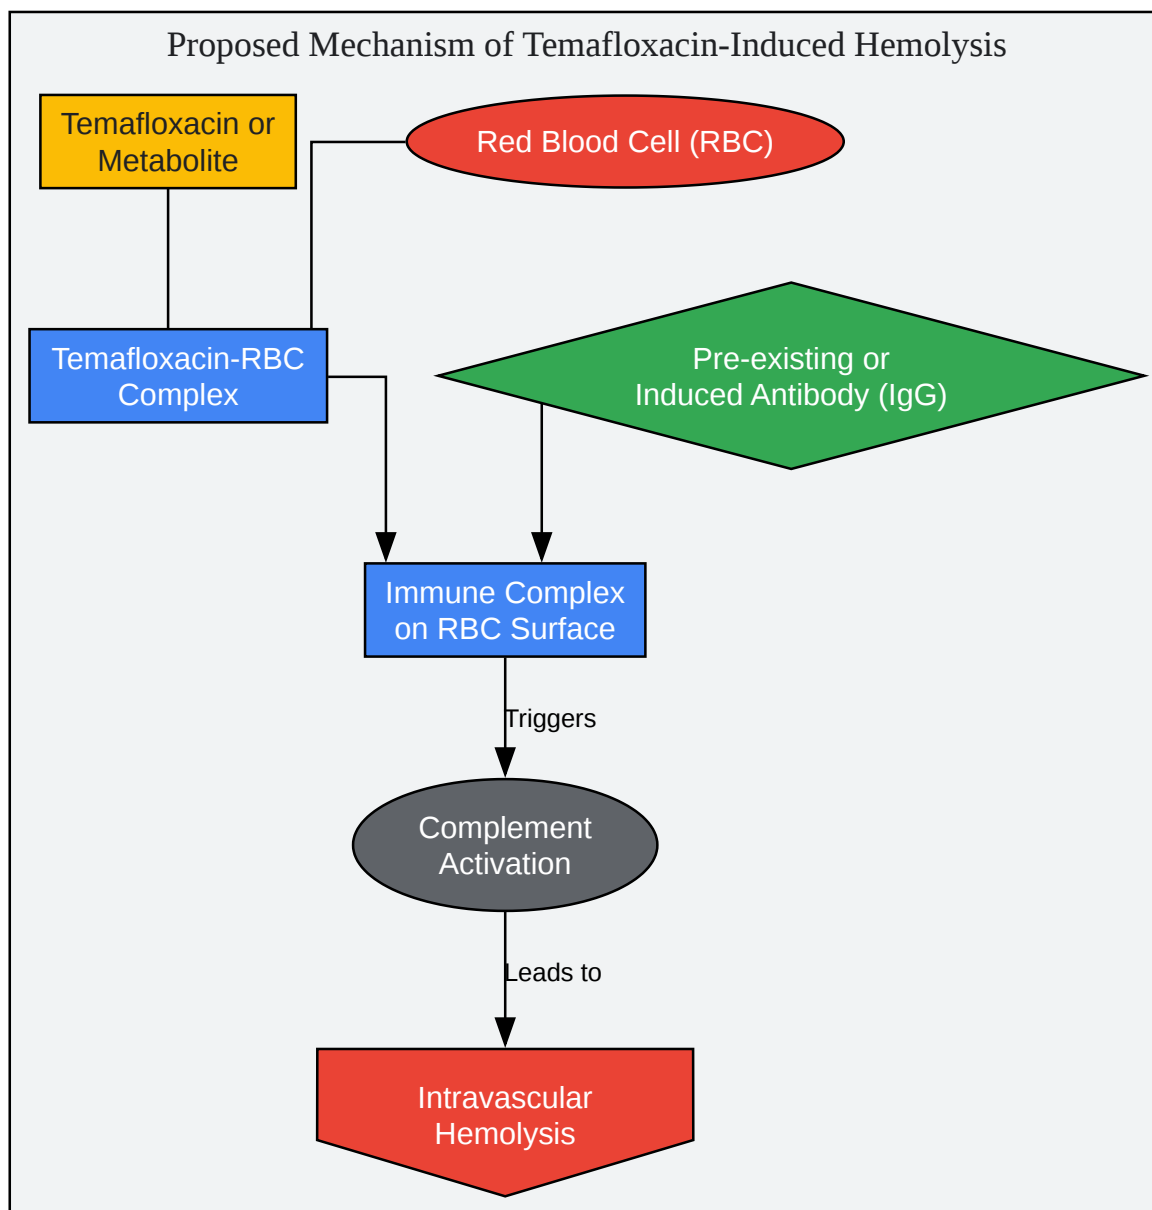 Proposed Mechanism of Temafloxacin-Induced Hemolysis
Temafloxacin or
Metabolite
Red Blood Cell (RBC)
Temafloxacin-RBC
Complex
Pre-existing or
Induced Antibody (IgG)
Immune Complex
on RBC Surface
Triggers
Complement
Activation
Leads to
Intravascular
Hemolysis